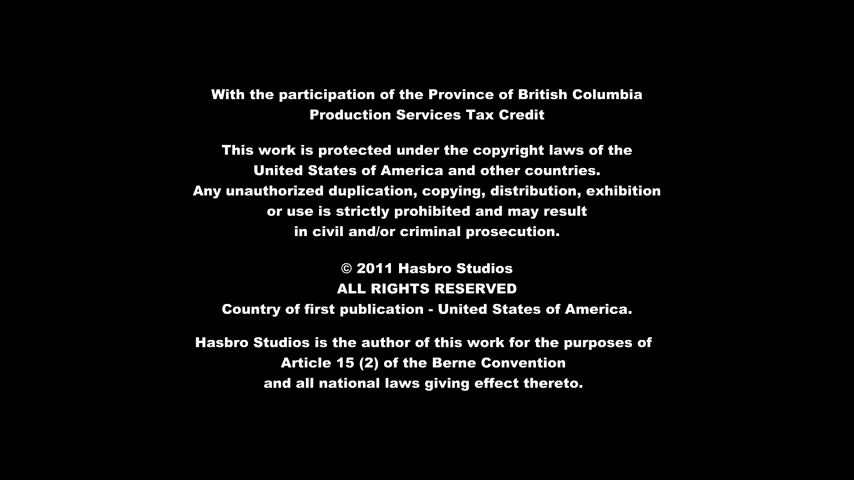 With the participation of the Province of British Columbia
Production Services Tax Credit
This work is protected under the copyright laws of the
United States of America and other countries.
Any unauthorized duplication, copying, distribution, exhibition
or use is strictly prohibited and may result
in civil and/or criminal prosecution.
© 2011 Hasbro Studios
ALL RIGHTS RESERVED
Country of first publication - United States of America.
Hasbro Studios is the author of this work for the purposes of
Article 15 (2) of the Berne Convention
and all national laws giving effect thereto.